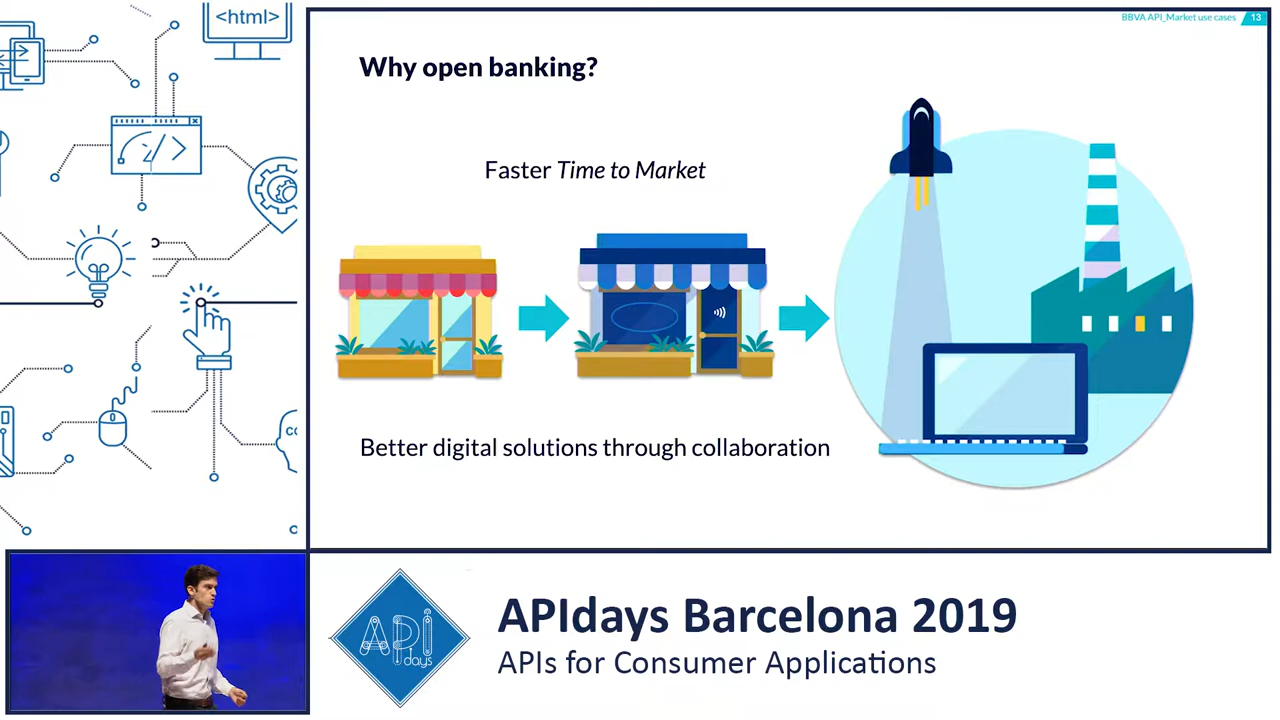 <html>
BBVA API_Market use cases 13
Why open banking?
</>
Faster Time to Market
Better digital solutions through collaboration
API
days
APIdays Barcelona 2019
APIs for Consumer Applications